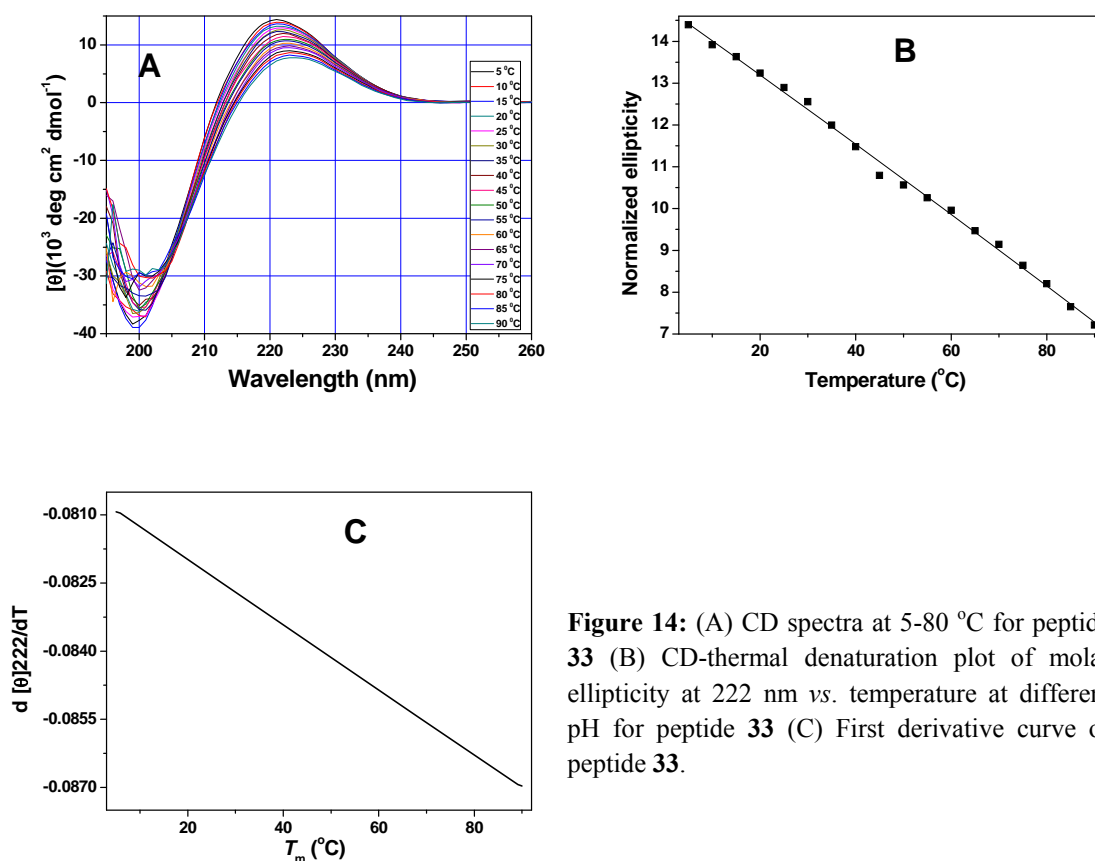 A
[θ](10³ deg cm² dmol⁻¹)
10
0
-10
-20
-30
-40
200 210 220 230 240 250 260
Wavelength (nm)
5 °C
10 °C
15 °C
20 °C
25 °C
30 °C
35 °C
40 °C
45 °C
50 °C
55 °C
60 °C
65 °C
70 °C
75 °C
80 °C
85 °C
90 °C
B
Normalized ellipticity
14
13
12
11
10
9
8
7
20 40 60 80
Temperature (°C)
C
d [θ]222/dT
-0.0810
-0.0825
-0.0840
-0.0855
-0.0870
20 40 60 80
Tm (°C)
Figure 14: (A) CD spectra at 5-80 °C for peptid
33 (B) CD-thermal denaturation plot of mola
ellipticity at 222 nm vs. temperature at differen
pH for peptide 33 (C) First derivative curve o
peptide 33.